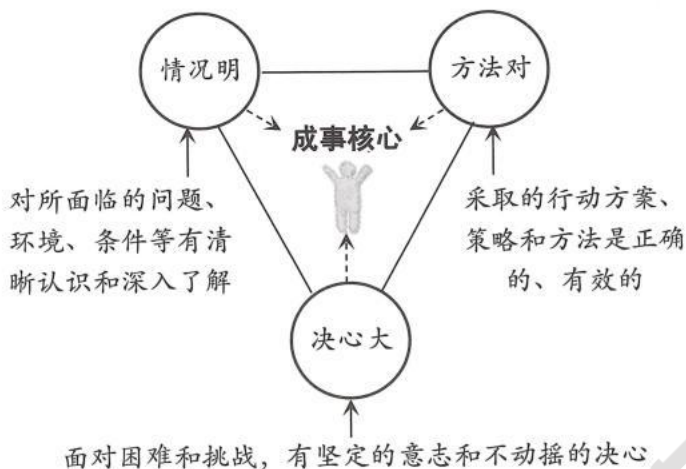 情况明
方法对
成事核心
对所面临的问题、
环境、条件等有清
晰认识和深入了解
采取的行动方案、
策略和方法是正确
的、有效的
决心大
面对困难和挑战，有坚定的意志和不动摇的决心